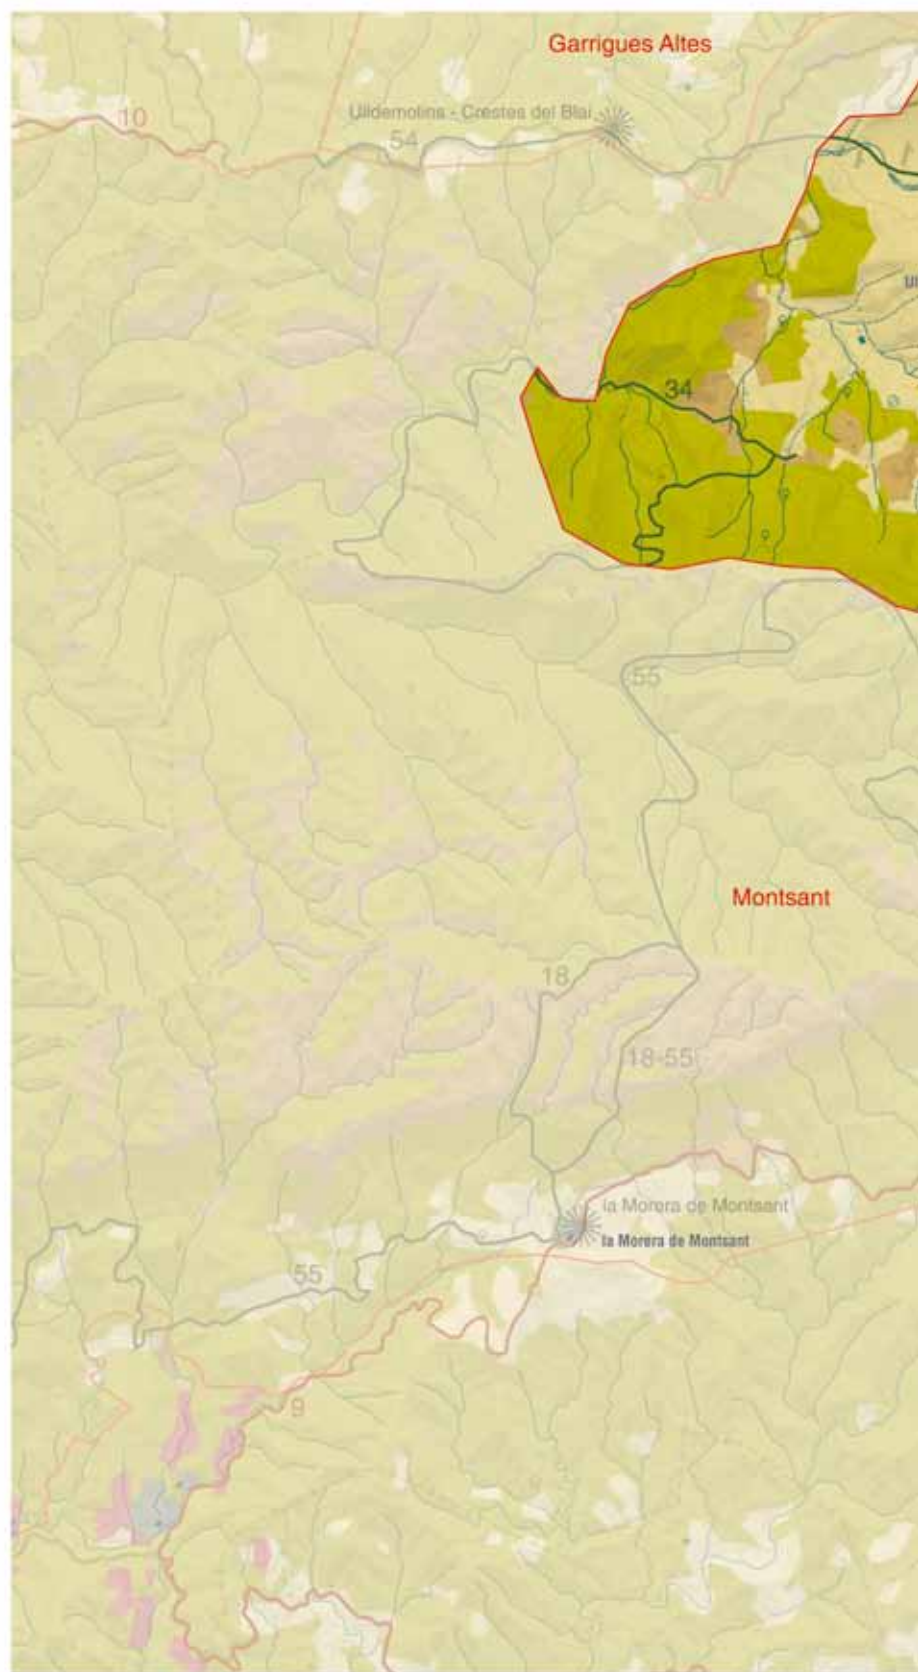 Garrigues Altes
10
Ulldemolins - Crestes del Blai
54
Ul
34
55
Montsant
18
18-55
la Morera de Montsant
la Morera de Montsant
55
9